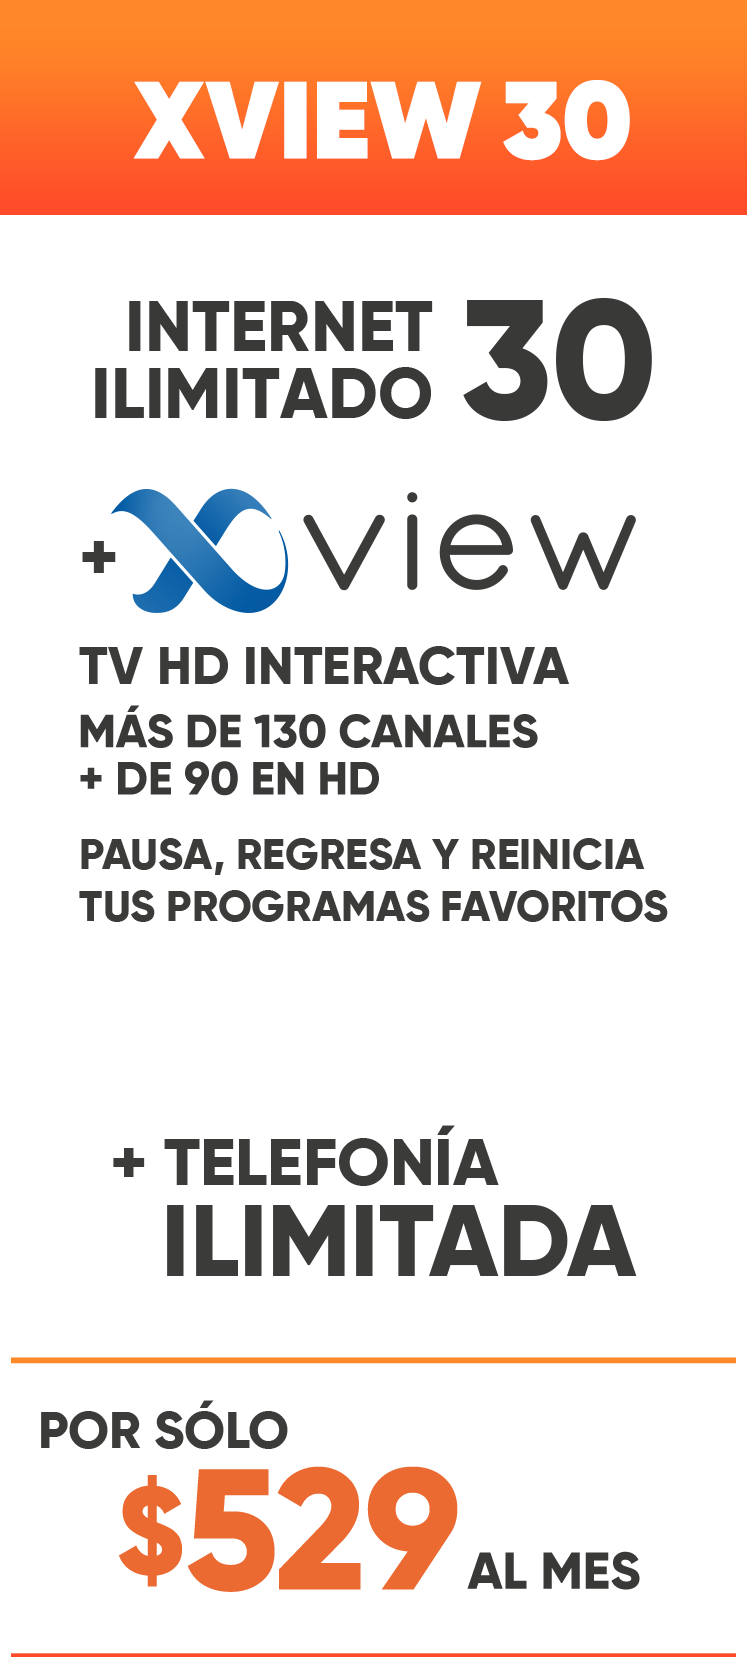 XVIEW 30
INTERNET
ILIMITADO 30
+ Xview
TV HD INTERACTIVA
MÁS DE 130 CANALES
+ DE 90 EN HD
PAUSA, REGRESA Y REINICIA
TUS PROGRAMAS FAVORITOS
+ TELEFONÍA
ILIMITADA
POR SÓLO
$529 AL MES